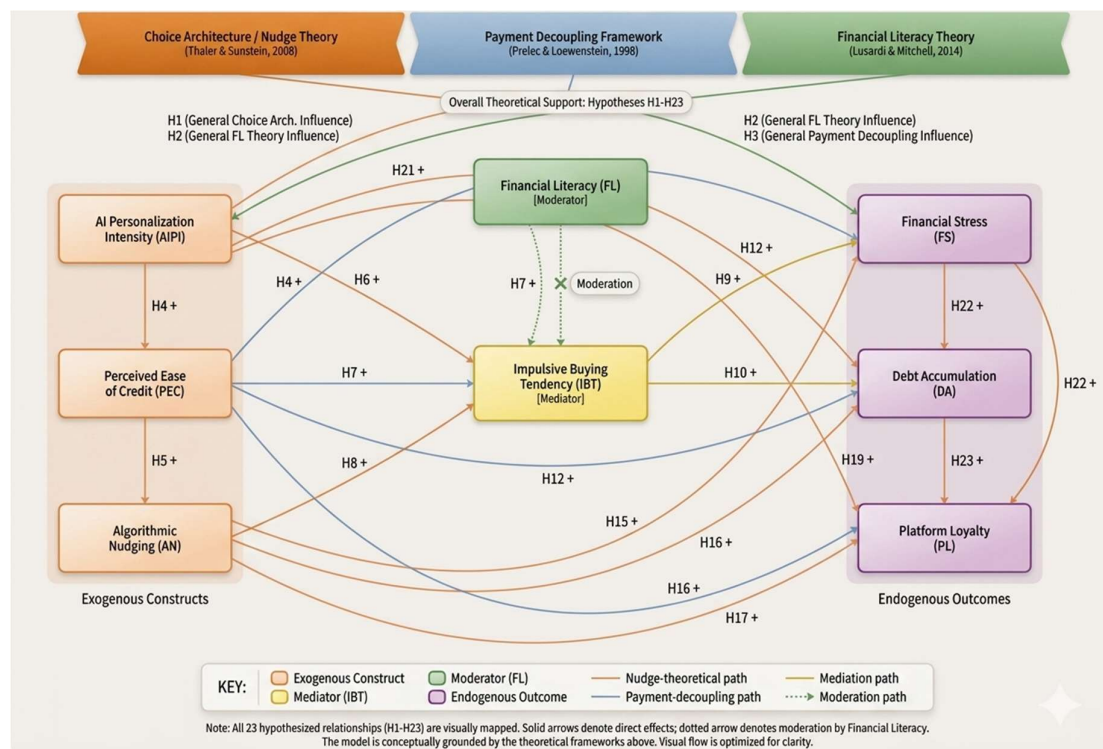 Choice Architecture / Nudge Theory
(Thaler & Sunstein, 2008)
Payment Decoupling Framework
(Prelec & Loewenstein, 1998)
Financial Literacy Theory
(Lusardi & Mitchell, 2014)
Overall Theoretical Support: Hypotheses H1-H23
H1 (General Choice Arch. Influence)
H2 (General FL Theory Influence)
H2 (General FL Theory Influence)
H3 (General Payment Decoupling Influence)
H21 +
Financial Literacy (FL)
[Moderator]
AI Personalization
Intensity (AIPI)
Financial Stress
(FS)
H12 +
H4 +
H6 +
H7 +
Moderation
H9 +
H4 +
H22 +
Perceived Ease
of Credit (PEC)
H7 +
Impulsive Buying
Tendency (IBT)
[Mediator]
H10 +
Debt Accumulation
(DA)
H22 +
H5 +
H8 +
H12 +
H19 +
H23 +
Algorithmic
Nudging (AN)
H15 +
H16 +
Platform Loyalty
(PL)
H16 +
H17 +
Exogenous Constructs
Endogenous Outcomes
KEY:
Exogenous Construct
Moderator (FL)
Nudge-theoretical path
Mediation path
Mediator (IBT)
Endogenous Outcome
Payment-decoupling path
Moderation path
Note: All 23 hypothesized relationships (H1-H23) are visually mapped. Solid arrows denote direct effects; dotted arrow denotes moderation by Financial Literacy.
The model is conceptually grounded by the theoretical frameworks above. Visual flow is optimized for clarity.